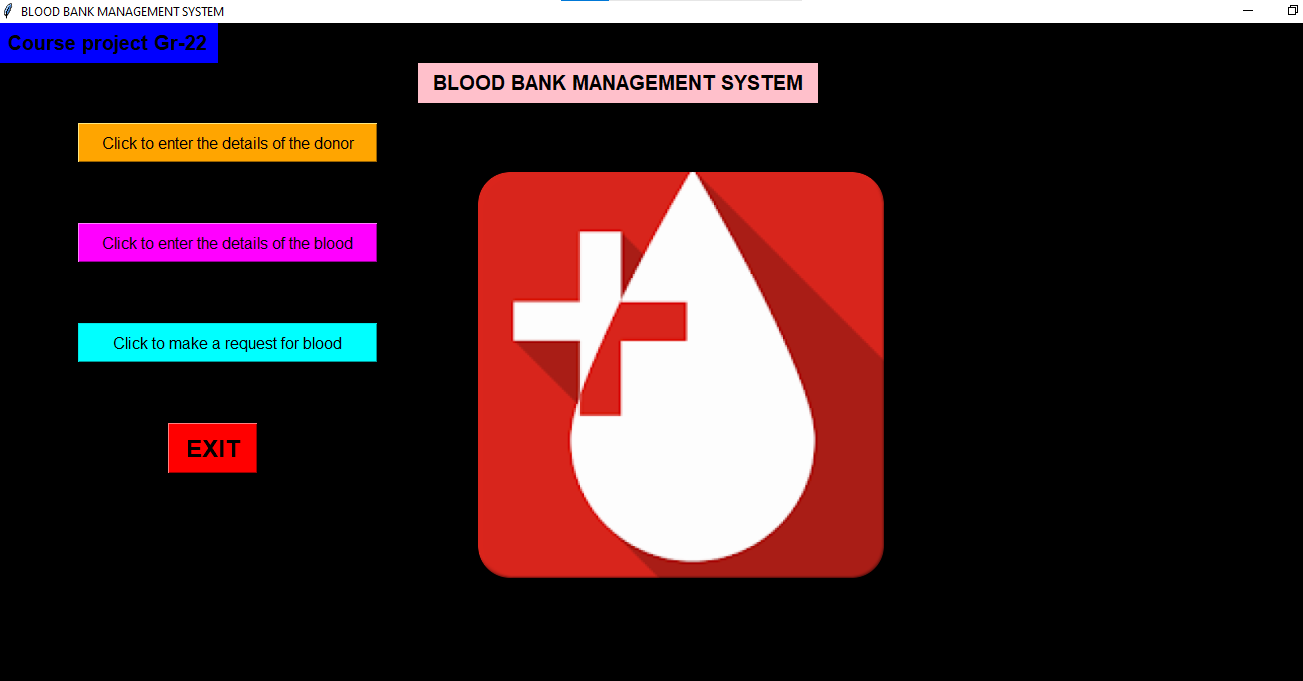 BLOOD BANK MANAGEMENT SYSTEM
Course project Gr-22
BLOOD BANK MANAGEMENT SYSTEM
Click to enter the details of the donor
Click to enter the details of the blood
Click to make a request for blood
EXIT